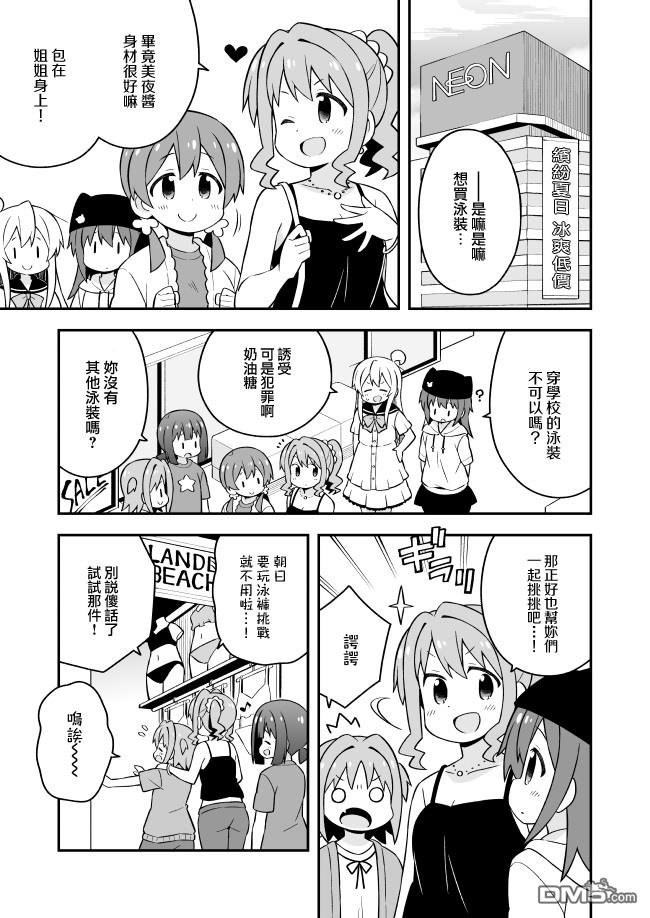 NEON
繽紛夏日 冰爽低價
——是嘛是嘛
想買泳裝…
畢竟美夜醬
身材很好嘛
包在
姐姐身上！
穿學校的泳裝
不可以嗎？
?
誘受
可是犯罪啊
奶油糖
妳沒有
其他泳裝嗎？
SALE
那正好也幫妳們
一起挑挑吧…！
ギギン
諤諤
LANDE
BEACH
朝日
要玩泳褲挑戰
就不用啦…！
別說傻話了
試試那件！
嗚誒～～～
DM5.com